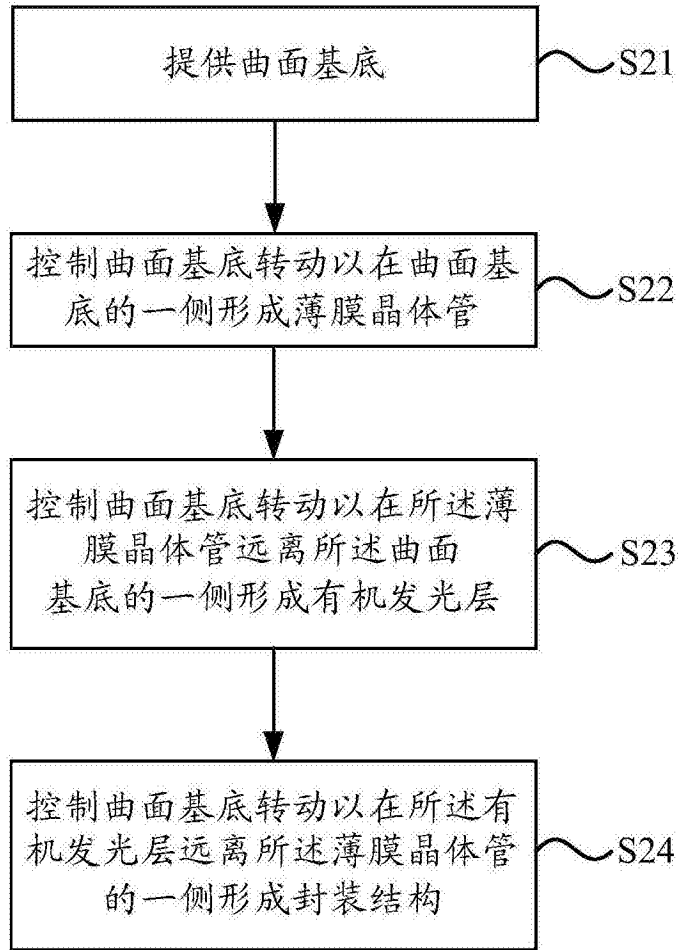 提供曲面基底
S21
控制曲面基底转动以在曲面基
底的一侧形成薄膜晶体管
S22
控制曲面基底转动以在所述薄
膜晶体管远离所述曲面
基底的一侧形成有机发光层
S23
控制曲面基底转动以在所述有
机发光层远离所述薄膜晶体管
的一侧形成封装结构
S24